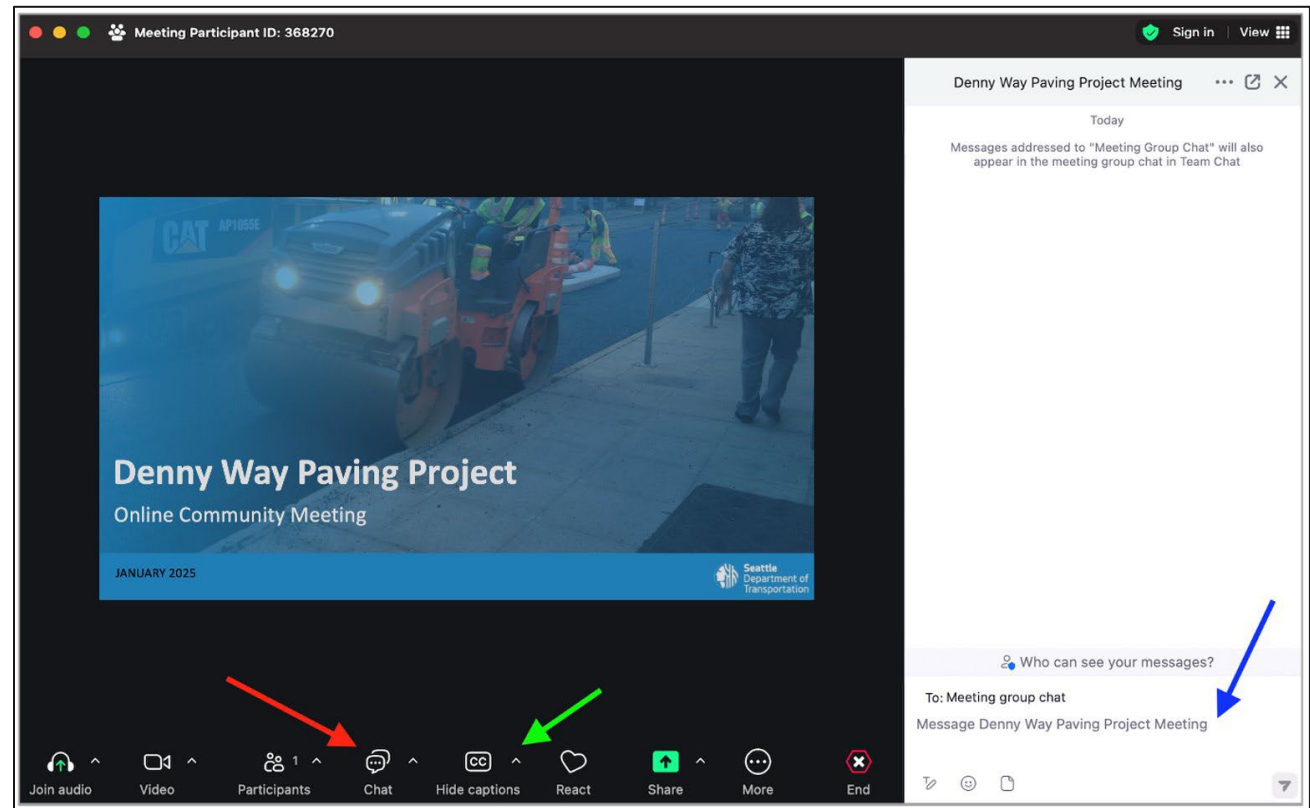 Meeting Participant ID: 368270
Sign in | View
Denny Way Paving Project Meeting
Today
Messages addressed to "Meeting Group Chat" will also
appear in the meeting group chat in Team Chat
CAT AP1055E
Denny Way Paving Project
Online Community Meeting
JANUARY 2025
Seattle
Department of
Transportation
Who can see your messages?
To: Meeting group chat
Message Denny Way Paving Project Meeting
1
CC
Join audio Video Participants Chat Hide captions React Share More End